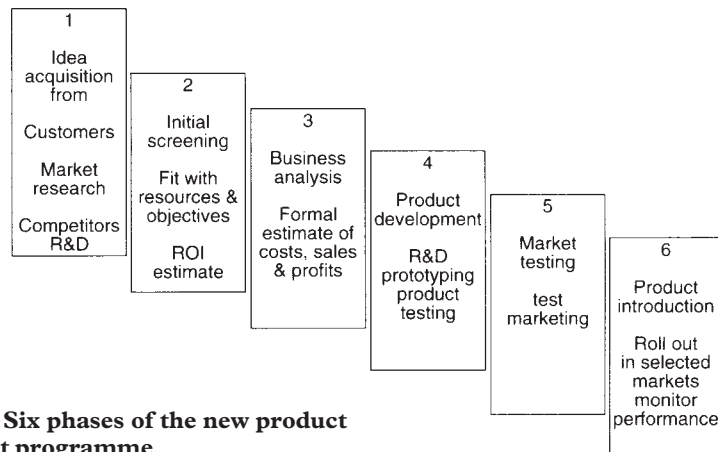 1
Idea
acquisition
from
Customers
Market
research
Competitors
R&D
2
Initial
screening
Fit with
resources &
objectives
ROI
estimate
3
Business
analysis
Formal
estimate of
costs, sales
& profits
4
Product
development
R&D
prototyping
product
testing
5
Market
testing
test
marketing
6
Product
introduction
Roll out
in selected
markets
monitor
performance
Six phases of the new product
programme